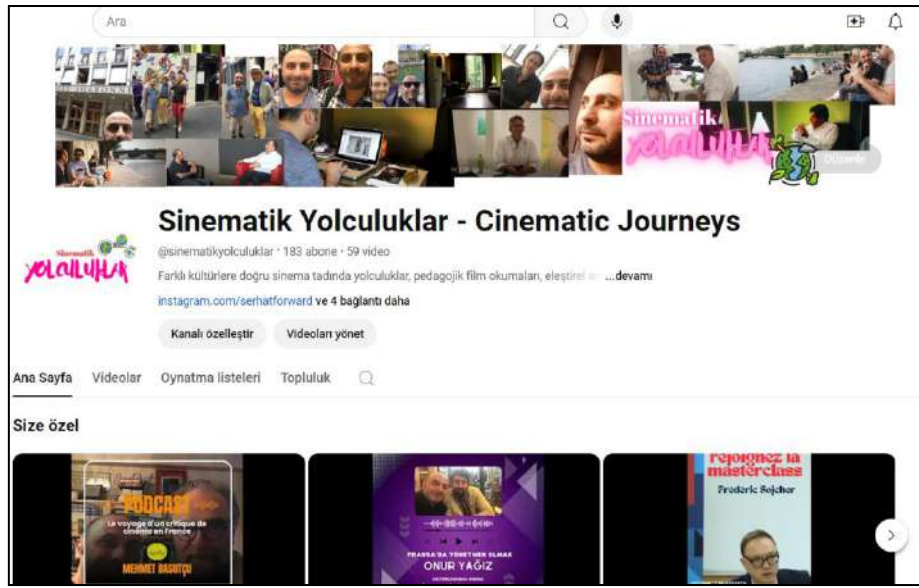 Ara
Sinematik
YOLCULUKLAR
Düzenle
Sinematik Yolculuklar - Cinematic Journeys
@sinematikyolculuklar · 183 abone · 59 video
Farklı kültürlere doğru sinema tadında yolculuklar, pedagojik film okumaları, eleştirel ...devamı
instagram.com/serhatforward ve 4 bağlantı daha
Sinematik
YOLCULUKLAR
Kanalı özelleştir Videoları yönet
Ana Sayfa Videolar Oynatma listeleri Topluluk
Size özel
PODCAST
Le voyage d'un critique de
cinéma en France
MEHMET BASUTÇU
FRANSA'DA YÖNETMEN OLMAK
ONUR YAĞIZ
rejoignez la
masterclass
Frederic Sojcher